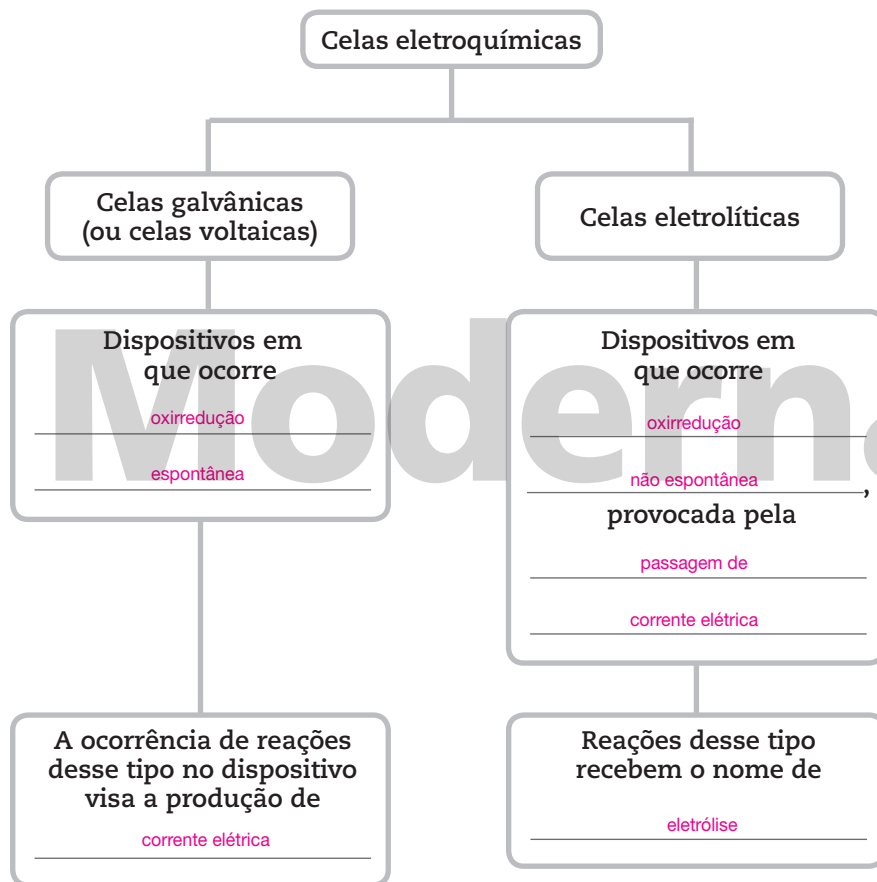 Celas eletroquímicas
Celas galvânicas
(ou celas voltaicas)
Celas eletrolíticas
Dispositivos em
que ocorre
oxirredução
espontânea
Dispositivos em
que ocorre
oxirredução
não espontânea,
provocada pela
passagem de
corrente elétrica
A ocorrência de reações
desse tipo no dispositivo
visa a produção de
corrente elétrica
Reações desse tipo
recebem o nome de
eletrólise
Moderna